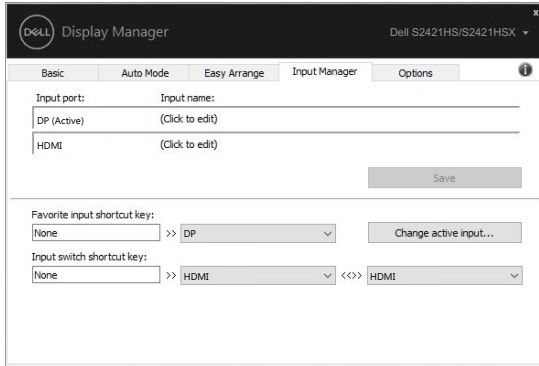 x
DELL Display Manager Dell S2421HS/S2421HSX
Basic Auto Mode Easy Arrange Input Manager Options i
Input port: Input name:
DP (Active) (Click to edit)
HDMI (Click to edit)
Save
Favorite input shortcut key:
None >> DP Change active input...
Input switch shortcut key:
None >> HDMI <<>> HDMI